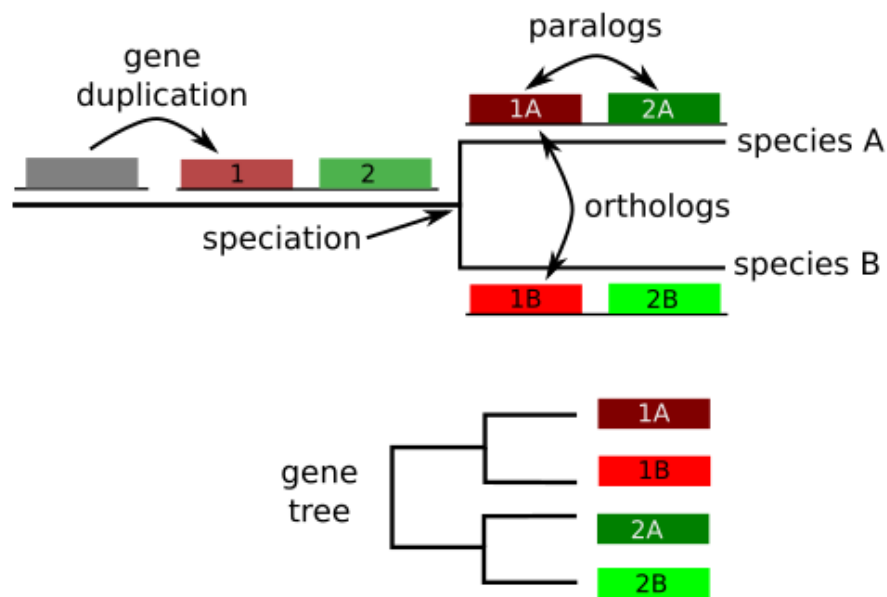 paralogs
gene
duplication
1A 2A
species A
1 2
orthologs
speciation
species B
1B 2B
1A
gene
tree
1B
2A
2B